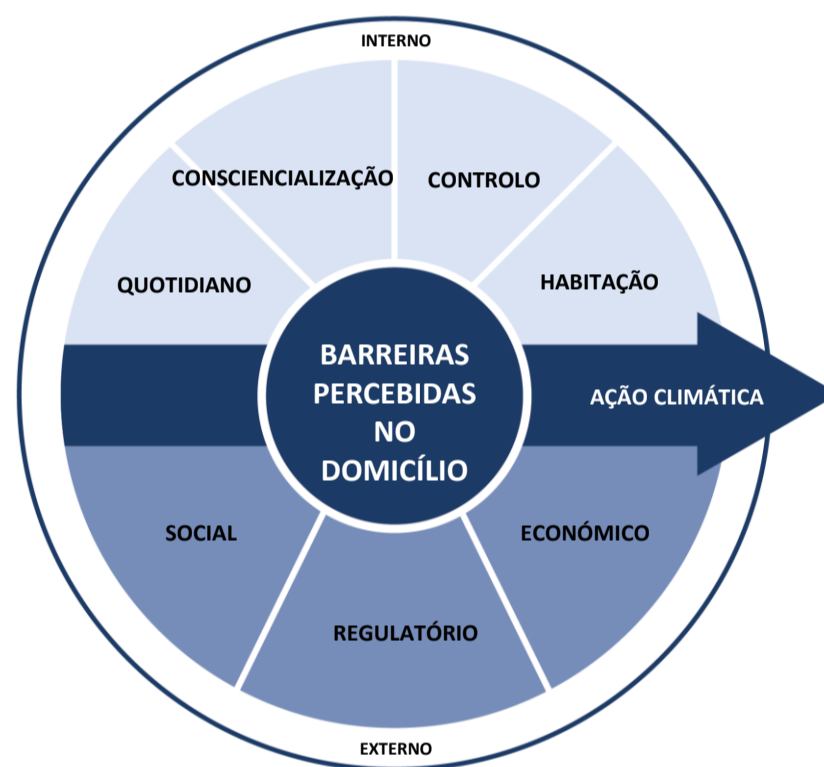 INTERNO
CONSCIENCIALIZAÇÃO
CONTROLO
QUOTIDIANO
HABITAÇÃO
BARREIRAS
PERCEBIDAS
NO
DOMICÍLIO
AÇÃO CLIMÁTICA
SOCIAL
ECONÓMICO
REGULATÓRIO
EXTERNO